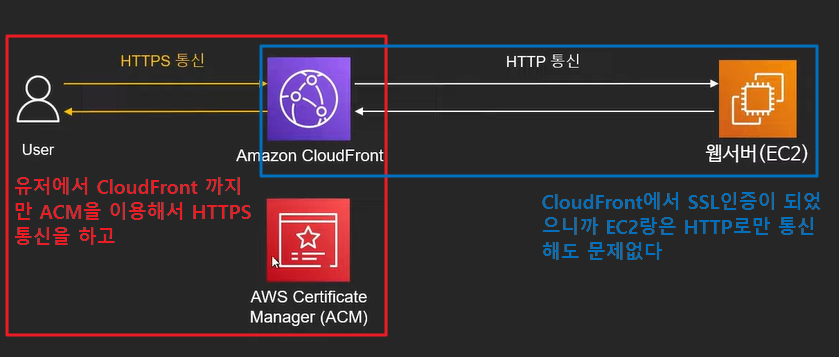 HTTPS 통신
HTTP 통신
User
Amazon CloudFront
웹서버(EC2)
유저에서 CloudFront 까지
만 ACM을 이용해서 HTTPS
통신을 하고
CloudFront에서 SSL인증이 되었
으니까 EC2랑은 HTTP로만 통신
해도 문제없다
AWS Certificate
Manager (ACM)